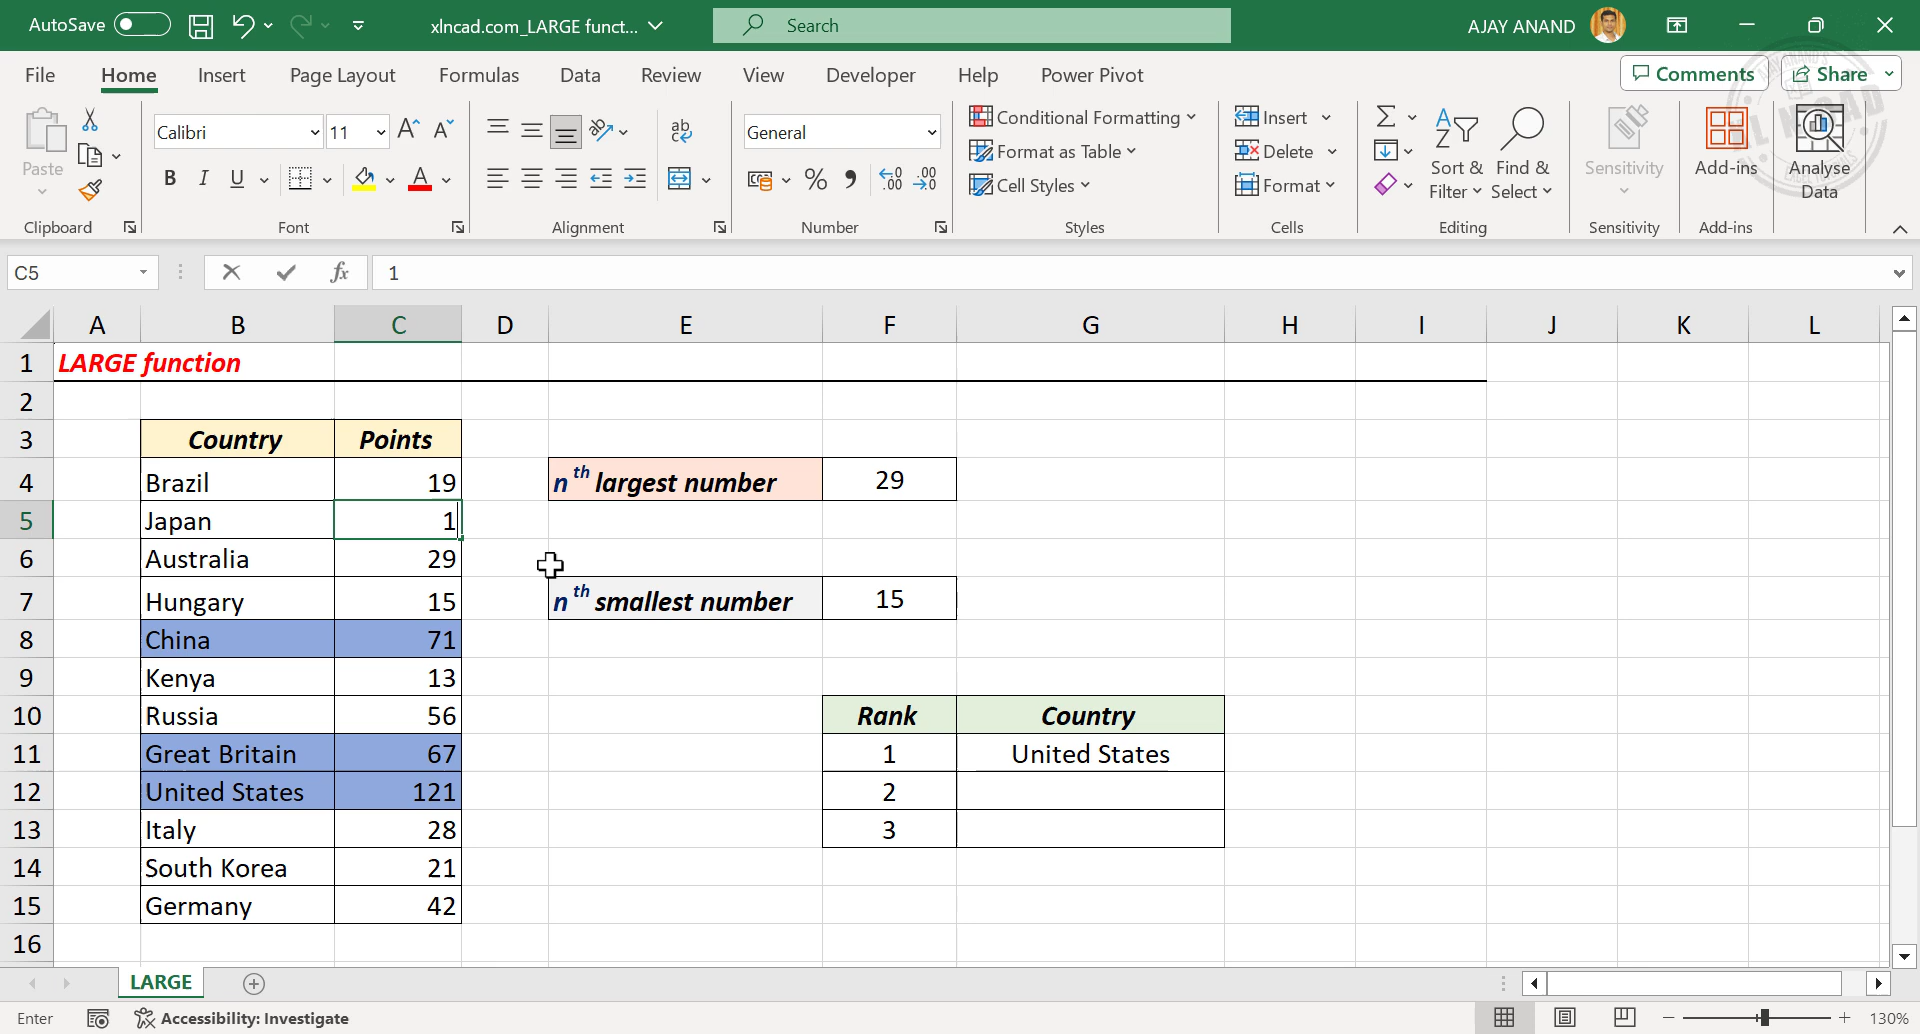 AutoSave
xlncad.com_LARGE funct...
Search
AJAY ANAND
File Home Insert Page Layout Formulas Data Review View Developer Help Power Pivot
Comments Share
Paste
Calibri 11
B I U A
ab
General
% 9
Conditional Formatting
Format as Table
Cell Styles
Insert
Delete
Format
Sort & Filter
Find & Select
Sensitivity
Add-ins
Analyse Data
Clipboard Font Alignment Number Styles Cells Editing Sensitivity Add-ins
C5 fx 1
A B C D E F G H I J K L
1 LARGE function
2
3 Country Points
4 Brazil 19 nth largest number 29
5 Japan 1
6 Australia 29
7 Hungary 15 nth smallest number 15
8 China 71
9 Kenya 13
10 Russia 56 Rank Country
11 Great Britain 67 1 United States
12 United States 121 2
13 Italy 28 3
14 South Korea 21
15 Germany 42
16
LARGE
Enter Accessibility: Investigate 130%